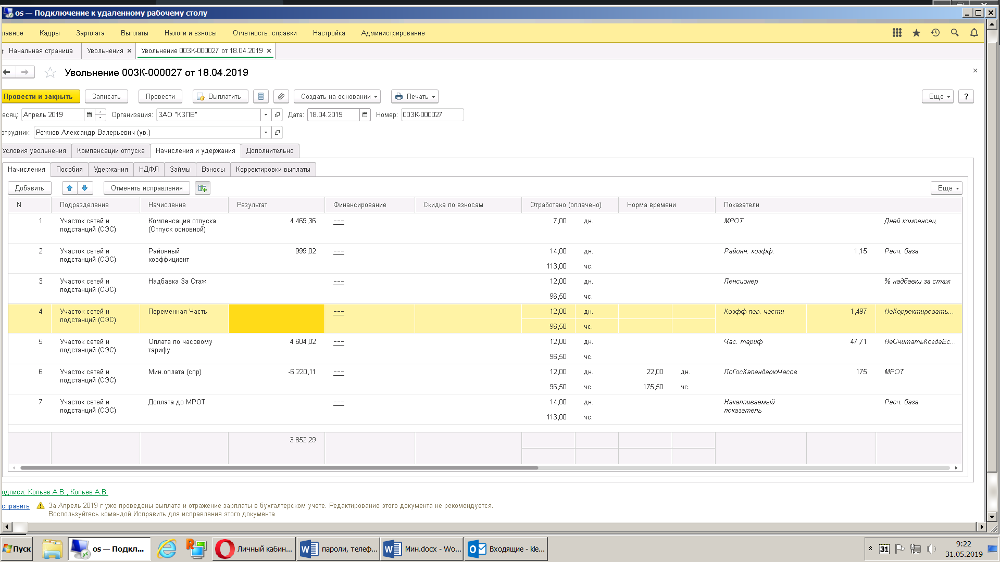 os — Подключение к удаленному рабочему столу
лавное Кадры Зарплата Выплаты Налоги и взносы Отчетность, справки Настройка Администрирование
Начальная страница Увольнения × Увольнение 00ЗК-000027 от 18.04.2019 ×
Увольнение 00ЗК-000027 от 18.04.2019
Провести и закрыть Записать Провести Выплатить Создать на основании Печать Еще ?
есяц: Апрель 2019 Организация: ЗАО "КЗПВ" Дата: 18.04.2019 Номер: 00ЗК-000027
отрудник: Рожнов Александр Валерьевич (ув.)
Условия увольнения Компенсации отпуска Начисления и удержания Дополнительно
Начисления Пособия Удержания НДФЛ Займы Взносы Корректировки выплаты
Добавить Отменить исправления Еще
N Подразделение Начисление Результат Финансирование Скидка по взносам Отработано (оплачено) Норма времени Показатели
1 Участок сетей и Компенсация отпуска 4 469,36 --- 7,00 дн. МРОТ Дней компенсац.
подстанций (СЭС) (Отпуск основной)
2 Участок сетей и Районный 999,02 --- 14,00 дн. Районн. коэфф. 1,15 Расч. база
подстанций (СЭС) коэффициент
113,00 чс.
3 Участок сетей и Надбавка За Стаж --- 12,00 дн. Пенсионер % надбавки за стаж
подстанций (СЭС)
96,50 чс.
4 Участок сетей и Переменная Часть --- 12,00 дн. Коэфф пер. части 1,497 НеКорректировать...
подстанций (СЭС)
96,50 чс.
5 Участок сетей и Оплата по часовому 4 604,02 --- 12,00 дн. Час. тариф 47,71 НеСчитатьКогдаЕс...
подстанций (СЭС) тарифу
96,50 чс.
6 Участок сетей и Мин.оплата (спр) -6 220,11 --- 12,00 дн. 22,00 дн. ПоГосКалендарюЧасов 175 МРОТ
подстанций (СЭС)
96,50 чс. 175,50 чс.
7 Участок сетей и Доплата до МРОТ --- 14,00 дн. Накапливаемый Расч. база
подстанций (СЭС) показатель
113,00 чс.
3 852,29
одписи: Копьев А.В., Копьев А.В.
справить За Апрель 2019 г уже проведены выплата и отражение зарплаты в бухгалтерском учете. Редактирование этого документа не рекомендуется.
Воспользуйтесь командой Исправить для исправления этого документа
Пуск os — Подкл... Личный кабин... пароли, телеф... Мин.docx - Wo... Входящие - kle... 31 9:22
31.05.2019